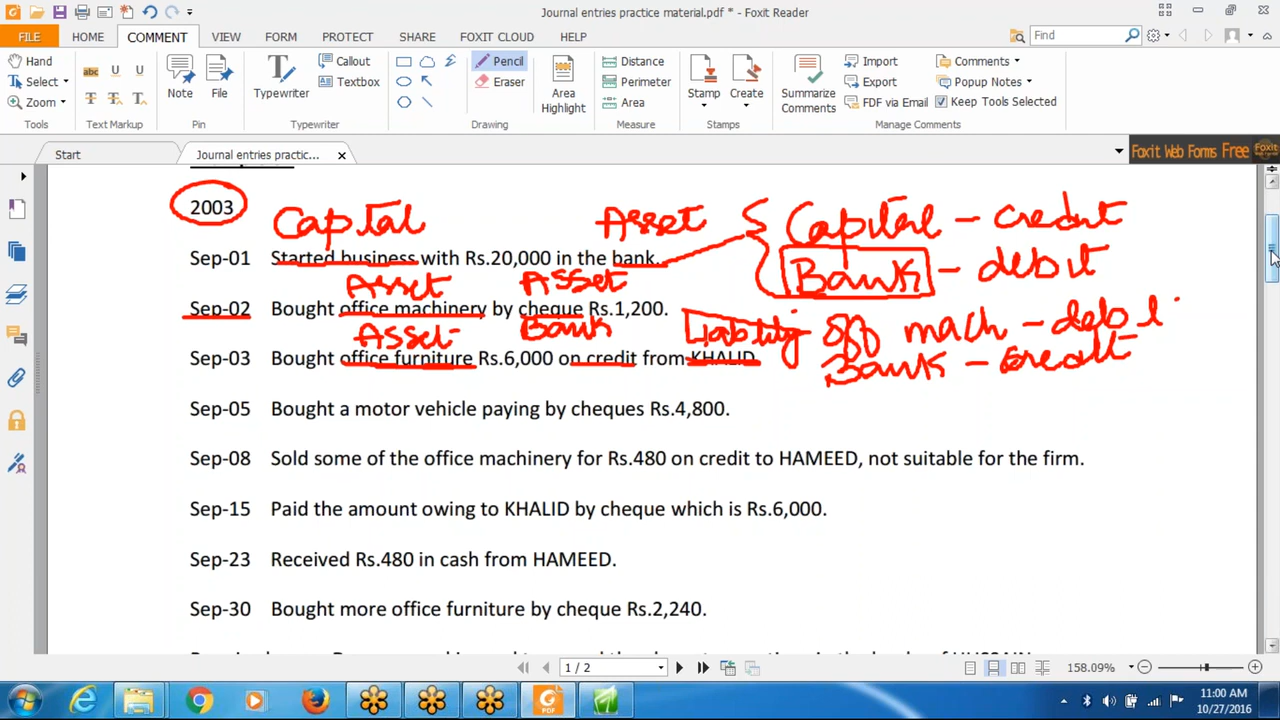 Journal entries practice material.pdf * - Foxit Reader
FILE HOME COMMENT VIEW FORM PROTECT SHARE FOXIT CLOUD HELP Find
Hand Callout Pencil Distance Import Comments
Select Note File Typewriter Textbox Eraser Area Highlight Perimeter Stamp Create Summarize Comments Export Popup Notes
Zoom Area FDF via Email Keep Tools Selected
Tools Text Markup Pin Typewriter Drawing Measure Stamps Manage Comments
Start Journal entries practic... Foxit Web Forms Free
2003
Capital Asset Capital - credit
Sep-01 Started business with Rs.20,000 in the bank.
Asset Asset Bank - debit
Sep-02 Bought office machinery by cheque Rs.1,200.
Asset Bank Liability off mach - debit
Sep-03 Bought office furniture Rs.6,000 on credit from KHALID
Bank - credit
Sep-05 Bought a motor vehicle paying by cheques Rs.4,800.
Sep-08 Sold some of the office machinery for Rs.480 on credit to HAMEED, not suitable for the firm.
Sep-15 Paid the amount owing to KHALID by cheque which is Rs.6,000.
Sep-23 Received Rs.480 in cash from HAMEED.
Sep-30 Bought more office furniture by cheque Rs.2,240.
1 / 2 158.09%
11:00 AM
10/27/2016